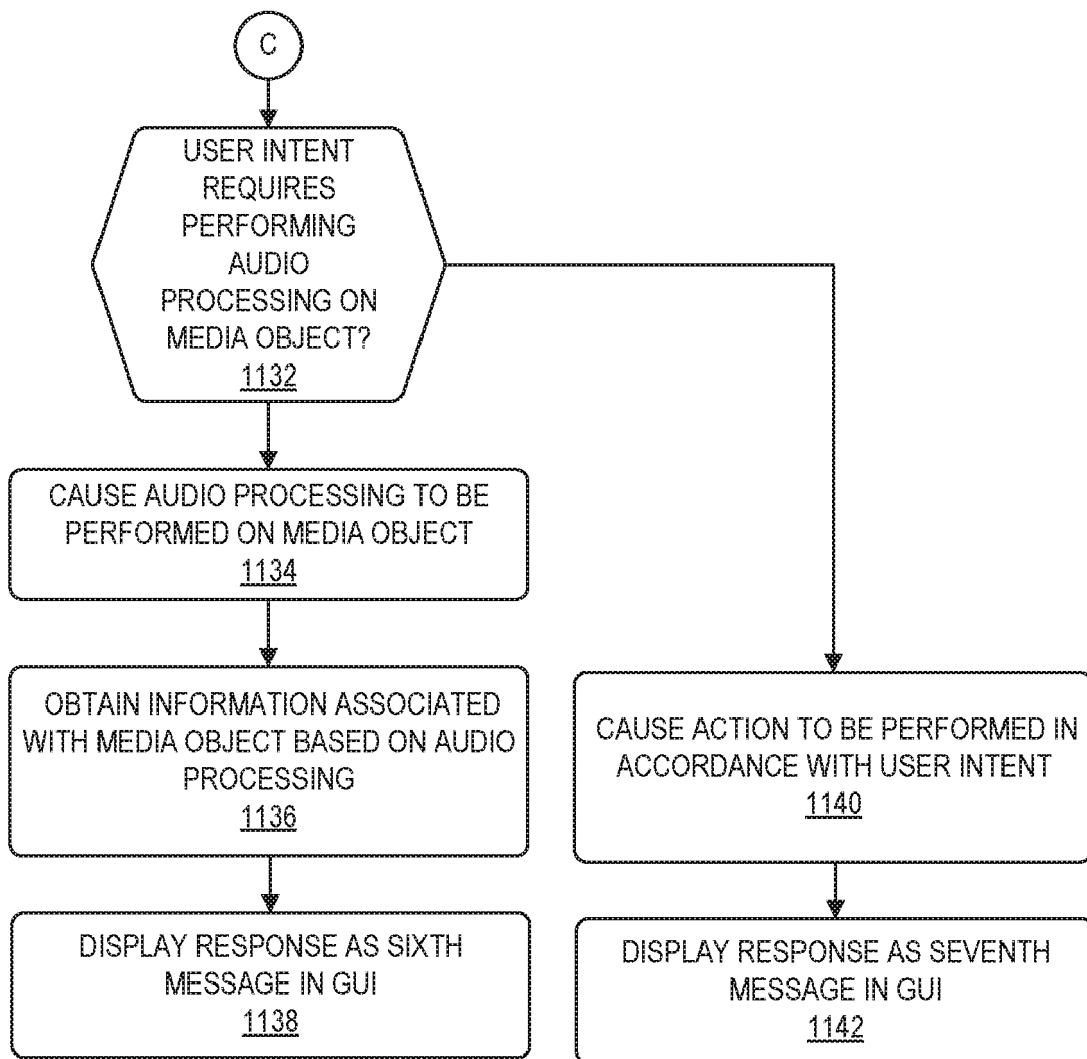 C
USER INTENT
REQUIRES
PERFORMING
AUDIO
PROCESSING ON
MEDIA OBJECT?
1132
CAUSE AUDIO PROCESSING TO BE
PERFORMED ON MEDIA OBJECT
1134
OBTAIN INFORMATION ASSOCIATED
WITH MEDIA OBJECT BASED ON AUDIO
PROCESSING
1136
DISPLAY RESPONSE AS SIXTH
MESSAGE IN GUI
1138
CAUSE ACTION TO BE PERFORMED IN
ACCORDANCE WITH USER INTENT
1140
DISPLAY RESPONSE AS SEVENTH
MESSAGE IN GUI
1142